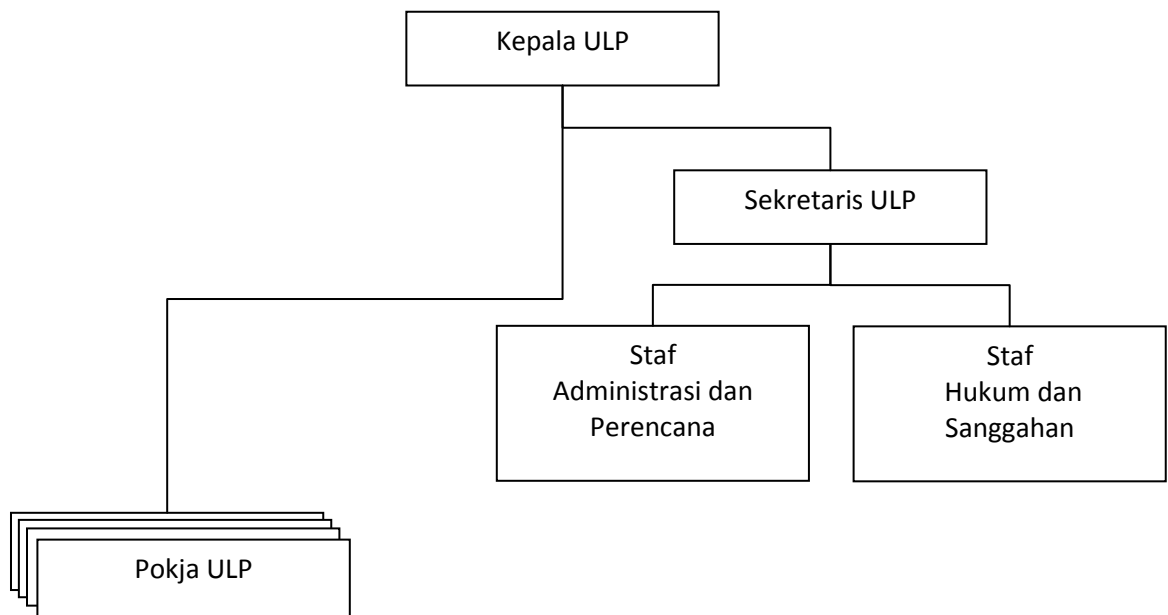 Kepala ULP
Sekretaris ULP
Staf
Administrasi dan
Perencana
Staf
Hukum dan
Sanggahan
Pokja ULP